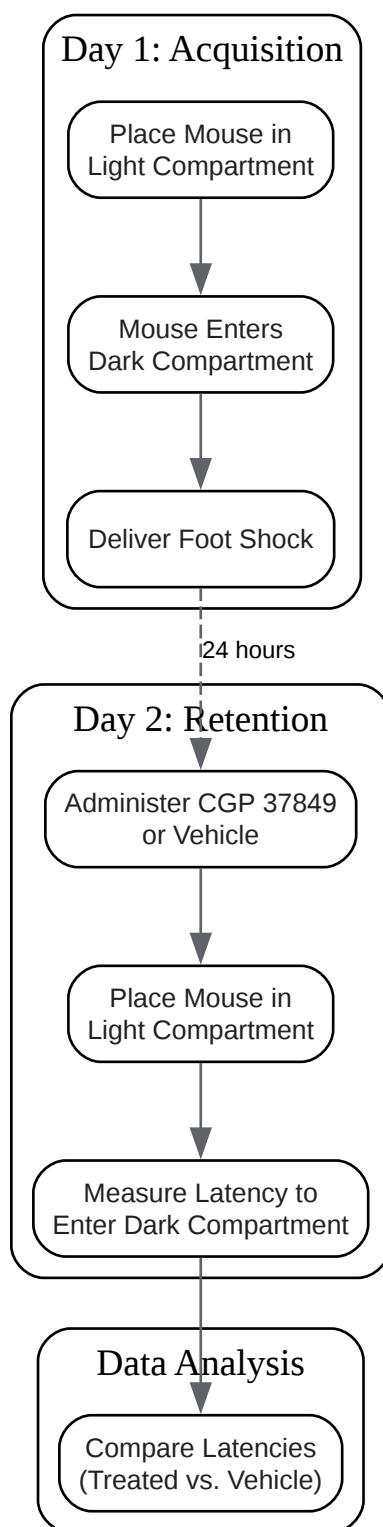 Day 1: Acquisition
Place Mouse in
Light Compartment
Mouse Enters
Dark Compartment
Deliver Foot Shock
24 hours
Day 2: Retention
Administer CGP 37849
or Vehicle
Place Mouse in
Light Compartment
Measure Latency to
Enter Dark Compartment
Data Analysis
Compare Latencies
(Treated vs. Vehicle)